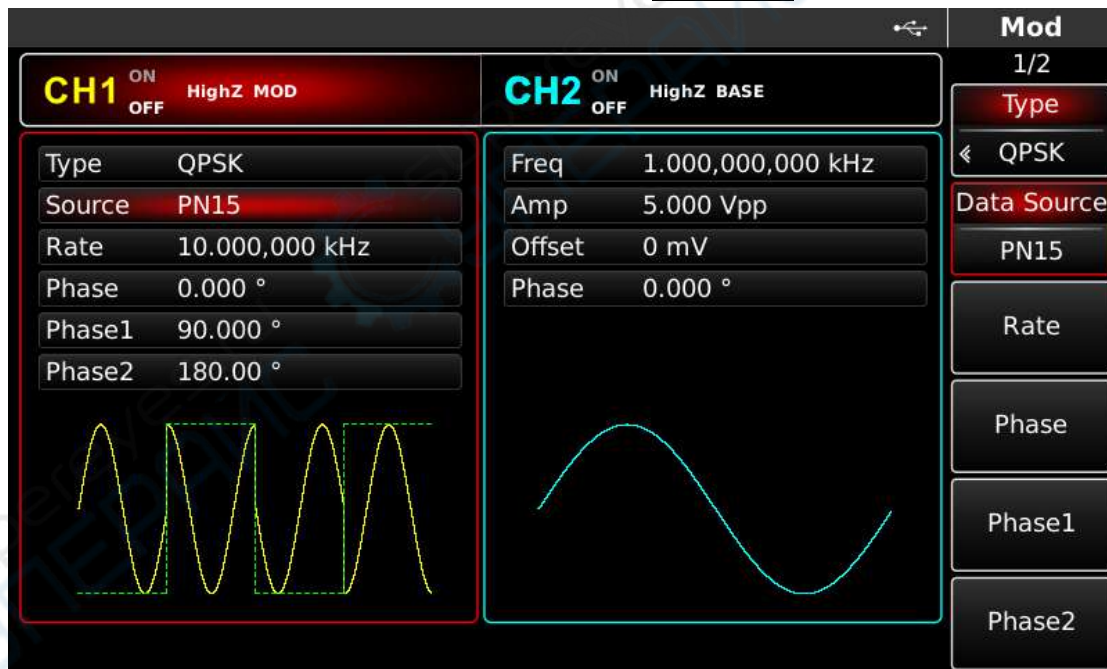 Mod
1/2
CH1 ON OFF HighZ MOD
CH2 ON OFF HighZ BASE
Type QPSK
Source PN15
Rate 10.000,000 kHz
Phase 0.000 °
Phase1 90.000 °
Phase2 180.00 °
Freq 1.000,000,000 kHz
Amp 5.000 Vpp
Offset 0 mV
Phase 0.000 °
Type
« QPSK
Data Source
PN15
Rate
Phase
Phase1
Phase2